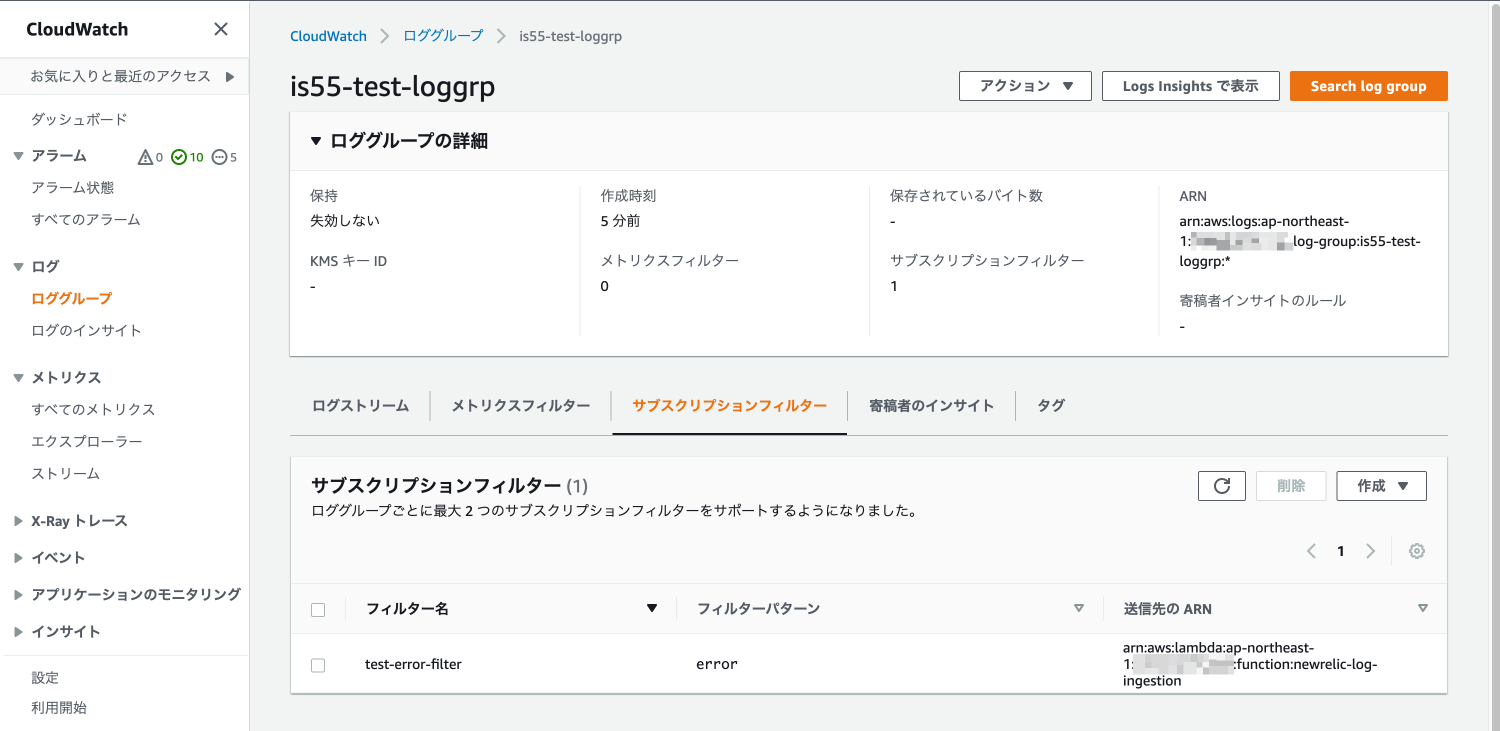 CloudWatch
お気に入りと最近のアクセス
ダッシュボード
アラーム 0 10 5
アラーム状態
すべてのアラーム
ログ
ロググループ
ログのインサイト
メトリクス
すべてのメトリクス
エクスプローラー
ストリーム
X-Ray トレース
イベント
アプリケーションのモニタリング
インサイト
設定
利用開始
CloudWatch ロググループ is55-test-loggrp
is55-test-loggrp
アクション Logs Insights で表示 Search log group
ロググループの詳細
保持
失効しない
KMS キー ID
-
作成時刻
5 分前
メトリクスフィルター
0
保存されているバイト数
-
サブスクリプションフィルター
1
ARN
arn:aws:logs:ap-northeast-
1: log-group:is55-test-
loggrp:*
寄稿者インサイトのルール
-
ログストリーム メトリクスフィルター サブスクリプションフィルター 寄稿者のインサイト タグ
サブスクリプションフィルター (1)
ロググループごとに最大 2 つのサブスクリプションフィルターをサポートするようになりました。
削除 作成
1
フィルター名 フィルターパターン 送信先の ARN
test-error-filter error
arn:aws:lambda:ap-northeast-
1: :function:newrelic-log-
ingestion